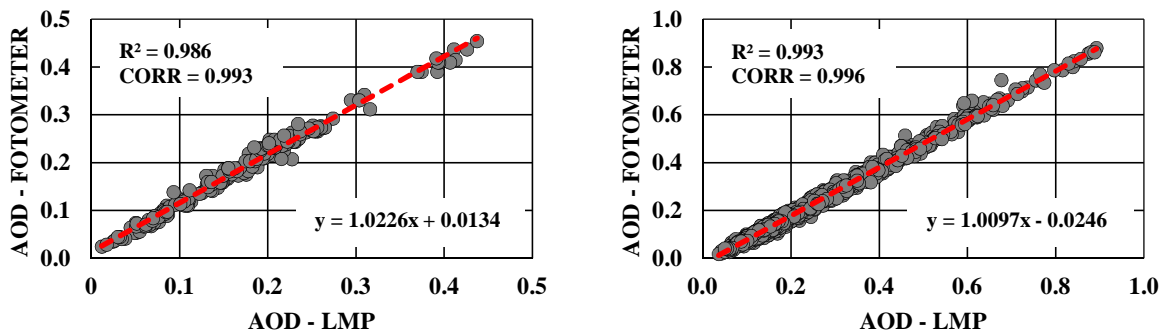 AOD - FOTOMETER
0.5
0.4
0.3
0.2
0.1
0.0
R² = 0.986
CORR = 0.993
y = 1.0226x + 0.0134
0 0.1 0.2 0.3 0.4 0.5
AOD - LMP
AOD - FOTOMETER
1.0
0.8
0.6
0.4
0.2
0.0
R² = 0.993
CORR = 0.996
y = 1.0097x - 0.0246
0.0 0.2 0.4 0.6 0.8 1.0
AOD - LMP